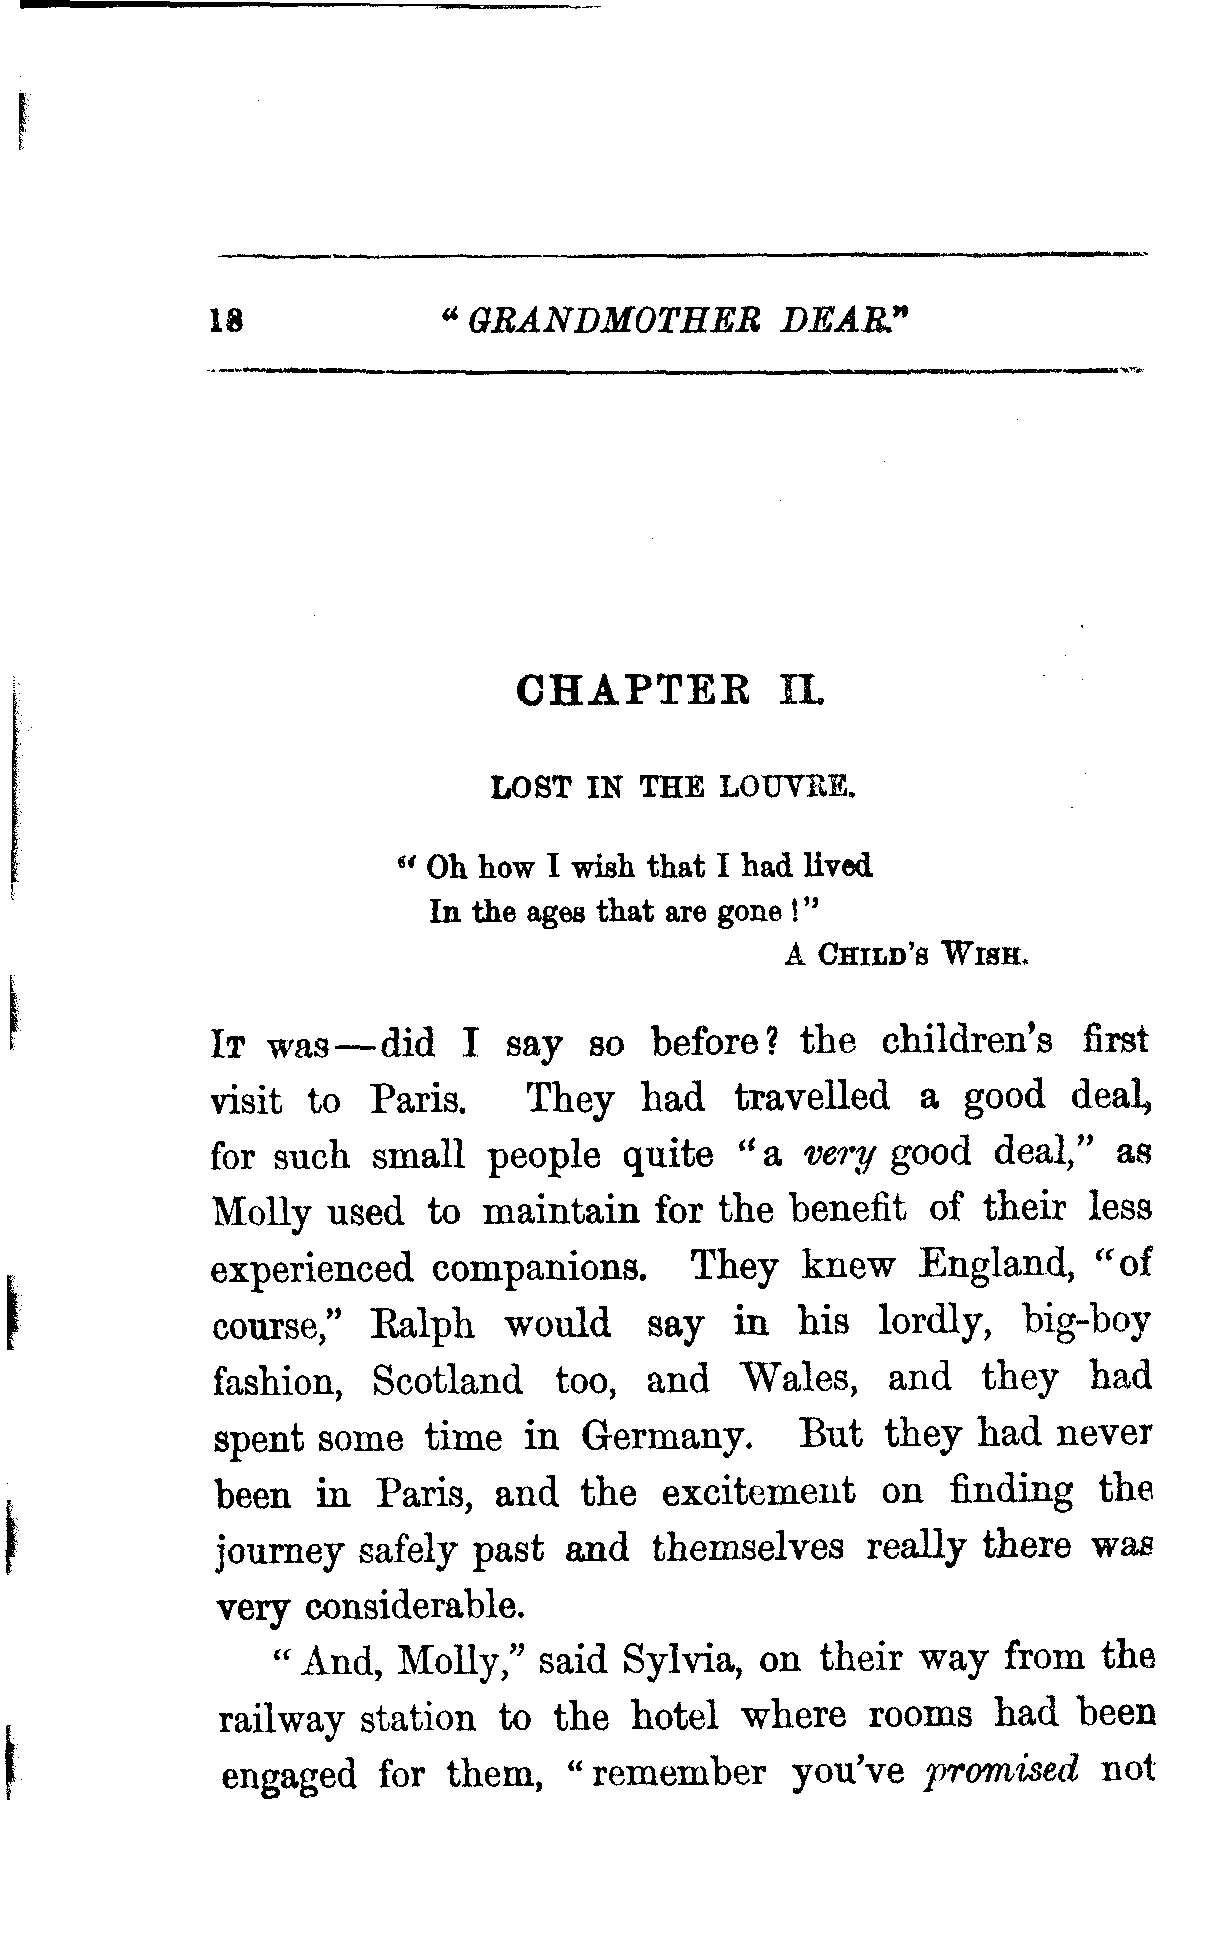 18 "GRANDMOTHER DEAR."
CHAPTER II.
LOST IN THE LOUVRE.
"Oh how I wish that I had lived
In the ages that are gone!"
A CHILD'S WISH.
IT was—did I say so before? the children's first
visit to Paris. They had travelled a good deal,
for such small people quite "a very good deal," as
Molly used to maintain for the benefit of their less
experienced companions. They knew England, "of
course," Ralph would say in his lordly, big-boy
fashion, Scotland too, and Wales, and they had
spent some time in Germany. But they had never
been in Paris, and the excitement on finding the
journey safely past and themselves really there was
very considerable.
"And, Molly," said Sylvia, on their way from the
railway station to the hotel where rooms had been
engaged for them, "remember you've promised not